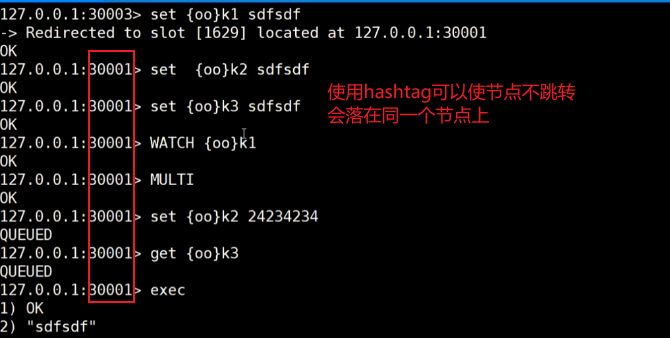 127.0.0.1:30003> set {oo}k1 sdfsdf
-> Redirected to slot [1629] located at 127.0.0.1:30001
OK
127.0.0.1:30001> set  {oo}k2 sdfsdf
OK
127.0.0.1:30001> set {oo}k3 sdfsdf
OK
127.0.0.1:30001> WATCH {oo}k1
OK
127.0.0.1:30001> MULTI
OK
127.0.0.1:30001> set {oo}k2 24234234
QUEUED
127.0.0.1:30001> get {oo}k3
QUEUED
127.0.0.1:30001> exec
1) OK
2) "sdfsdf"
使用hashtag可以使节点不跳转
会落在同一个节点上